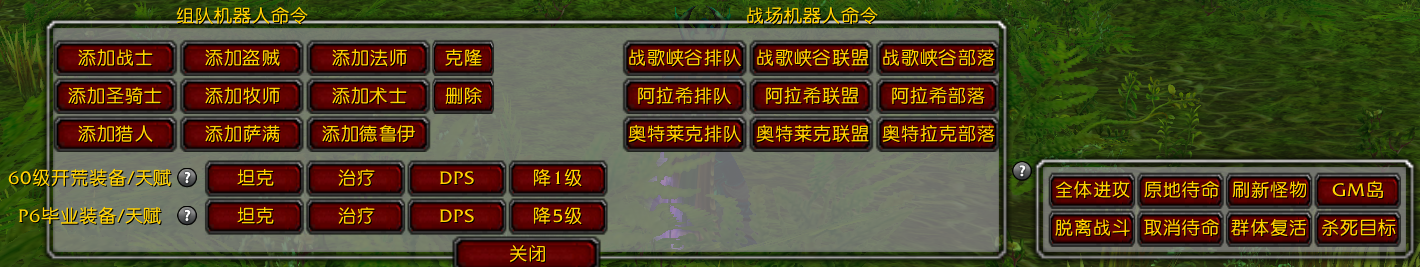 组队机器人命令 战场机器人命令
添加战士 添加盗贼 添加法师 克隆 战歌峡谷排队 战歌峡谷联盟 战歌峡谷部落
添加圣骑士 添加牧师 添加术士 删除 阿拉希排队 阿拉希联盟 阿拉希部落
添加猎人 添加萨满 添加德鲁伊 奥特莱克排队 奥特莱克联盟 奥特拉克部落
60级开荒装备/天赋 ? 坦克 治疗 DPS 降1级
P6毕业装备/天赋 ? 坦克 治疗 DPS 降5级
关闭
?
全体进攻 原地待命 刷新怪物 GM岛
脱离战斗 取消待命 群体复活 杀死目标